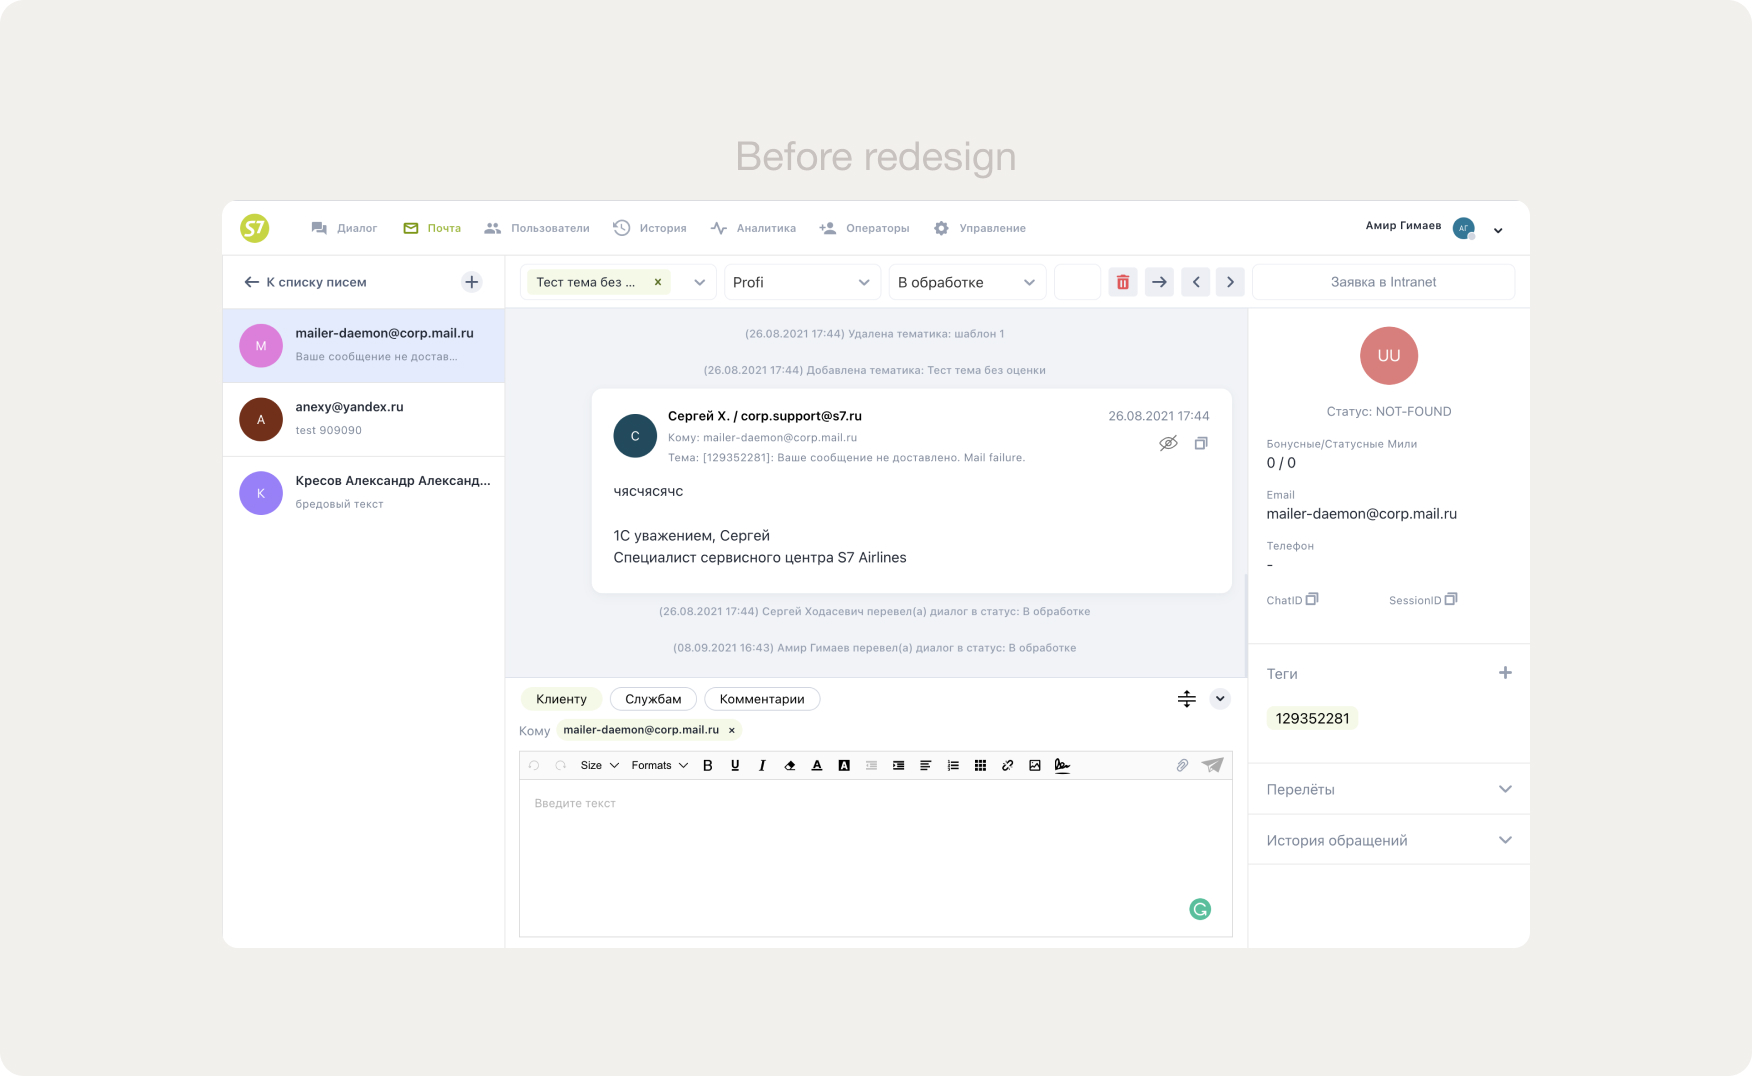 Before redesign
S7
Диалог
Почта
Пользователи
История
Аналитика
Операторы
Управление
Амир Гимаев
АГ
К списку писем
Тест тема без ...
Profi
В обработке
Заявка в Intranet
M
mailer-daemon@corp.mail.ru
Ваше сообщение не достав...
A
anexy@yandex.ru
test 909090
К
Кресов Александр Александ...
бредовый текст
(26.08.2021 17:44) Удалена тематика: шаблон 1
(26.08.2021 17:44) Добавлена тематика: Тест тема без оценки
С
Сергей Х. / corp.support@s7.ru
26.08.2021 17:44
Кому: mailer-daemon@corp.mail.ru
Тема: [129352281]: Ваше сообщение не доставлено. Mail failure.
чясчясячс
1С уважением, Сергей
Специалист сервисного центра S7 Airlines
(26.08.2021 17:44) Сергей Ходасевич перевел(а) диалог в статус: В обработке
(08.09.2021 16:43) Амир Гимаев перевел(а) диалог в статус: В обработке
Клиенту
Службам
Комментарии
Кому
mailer-daemon@corp.mail.ru ×
Size
Formats
B
U
I
A
A
Введите текст
UU
Статус: NOT-FOUND
Бонусные/Статусные Мили
0 / 0
Email
mailer-daemon@corp.mail.ru
Телефон
-
ChatID
SessionID
Теги
129352281
Перелёты
История обращений